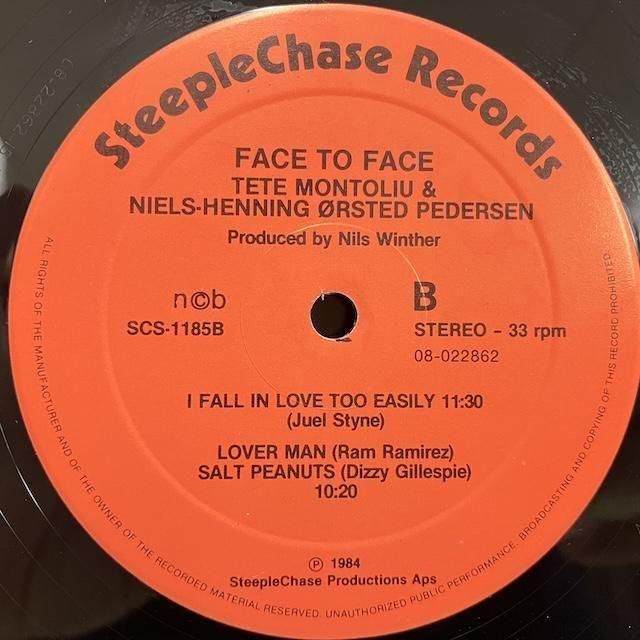 SteepleChase Records
FACE TO FACE
TETE MONTOLIU &
NIELS-HENNING ØRSTED PEDERSEN
Produced by Nils Winther
n©b
B
SCS-1185B
STEREO - 33 rpm
08-022862
I FALL IN LOVE TOO EASILY 11:30
(Juel Styne)
LOVER MAN (Ram Ramirez)
SALT PEANUTS (Dizzy Gillespie)
10:20
℗ 1984
SteepleChase Productions Aps
ALL RIGHTS OF THE MANUFACTURER AND OF THE OWNER OF THE RECORDED MATERIAL RESERVED. UNAUTHORIZED PUBLIC PERFORMANCE, BROADCASTING AND COPYING OF THIS RECORD PROHIBITED.
08-22862